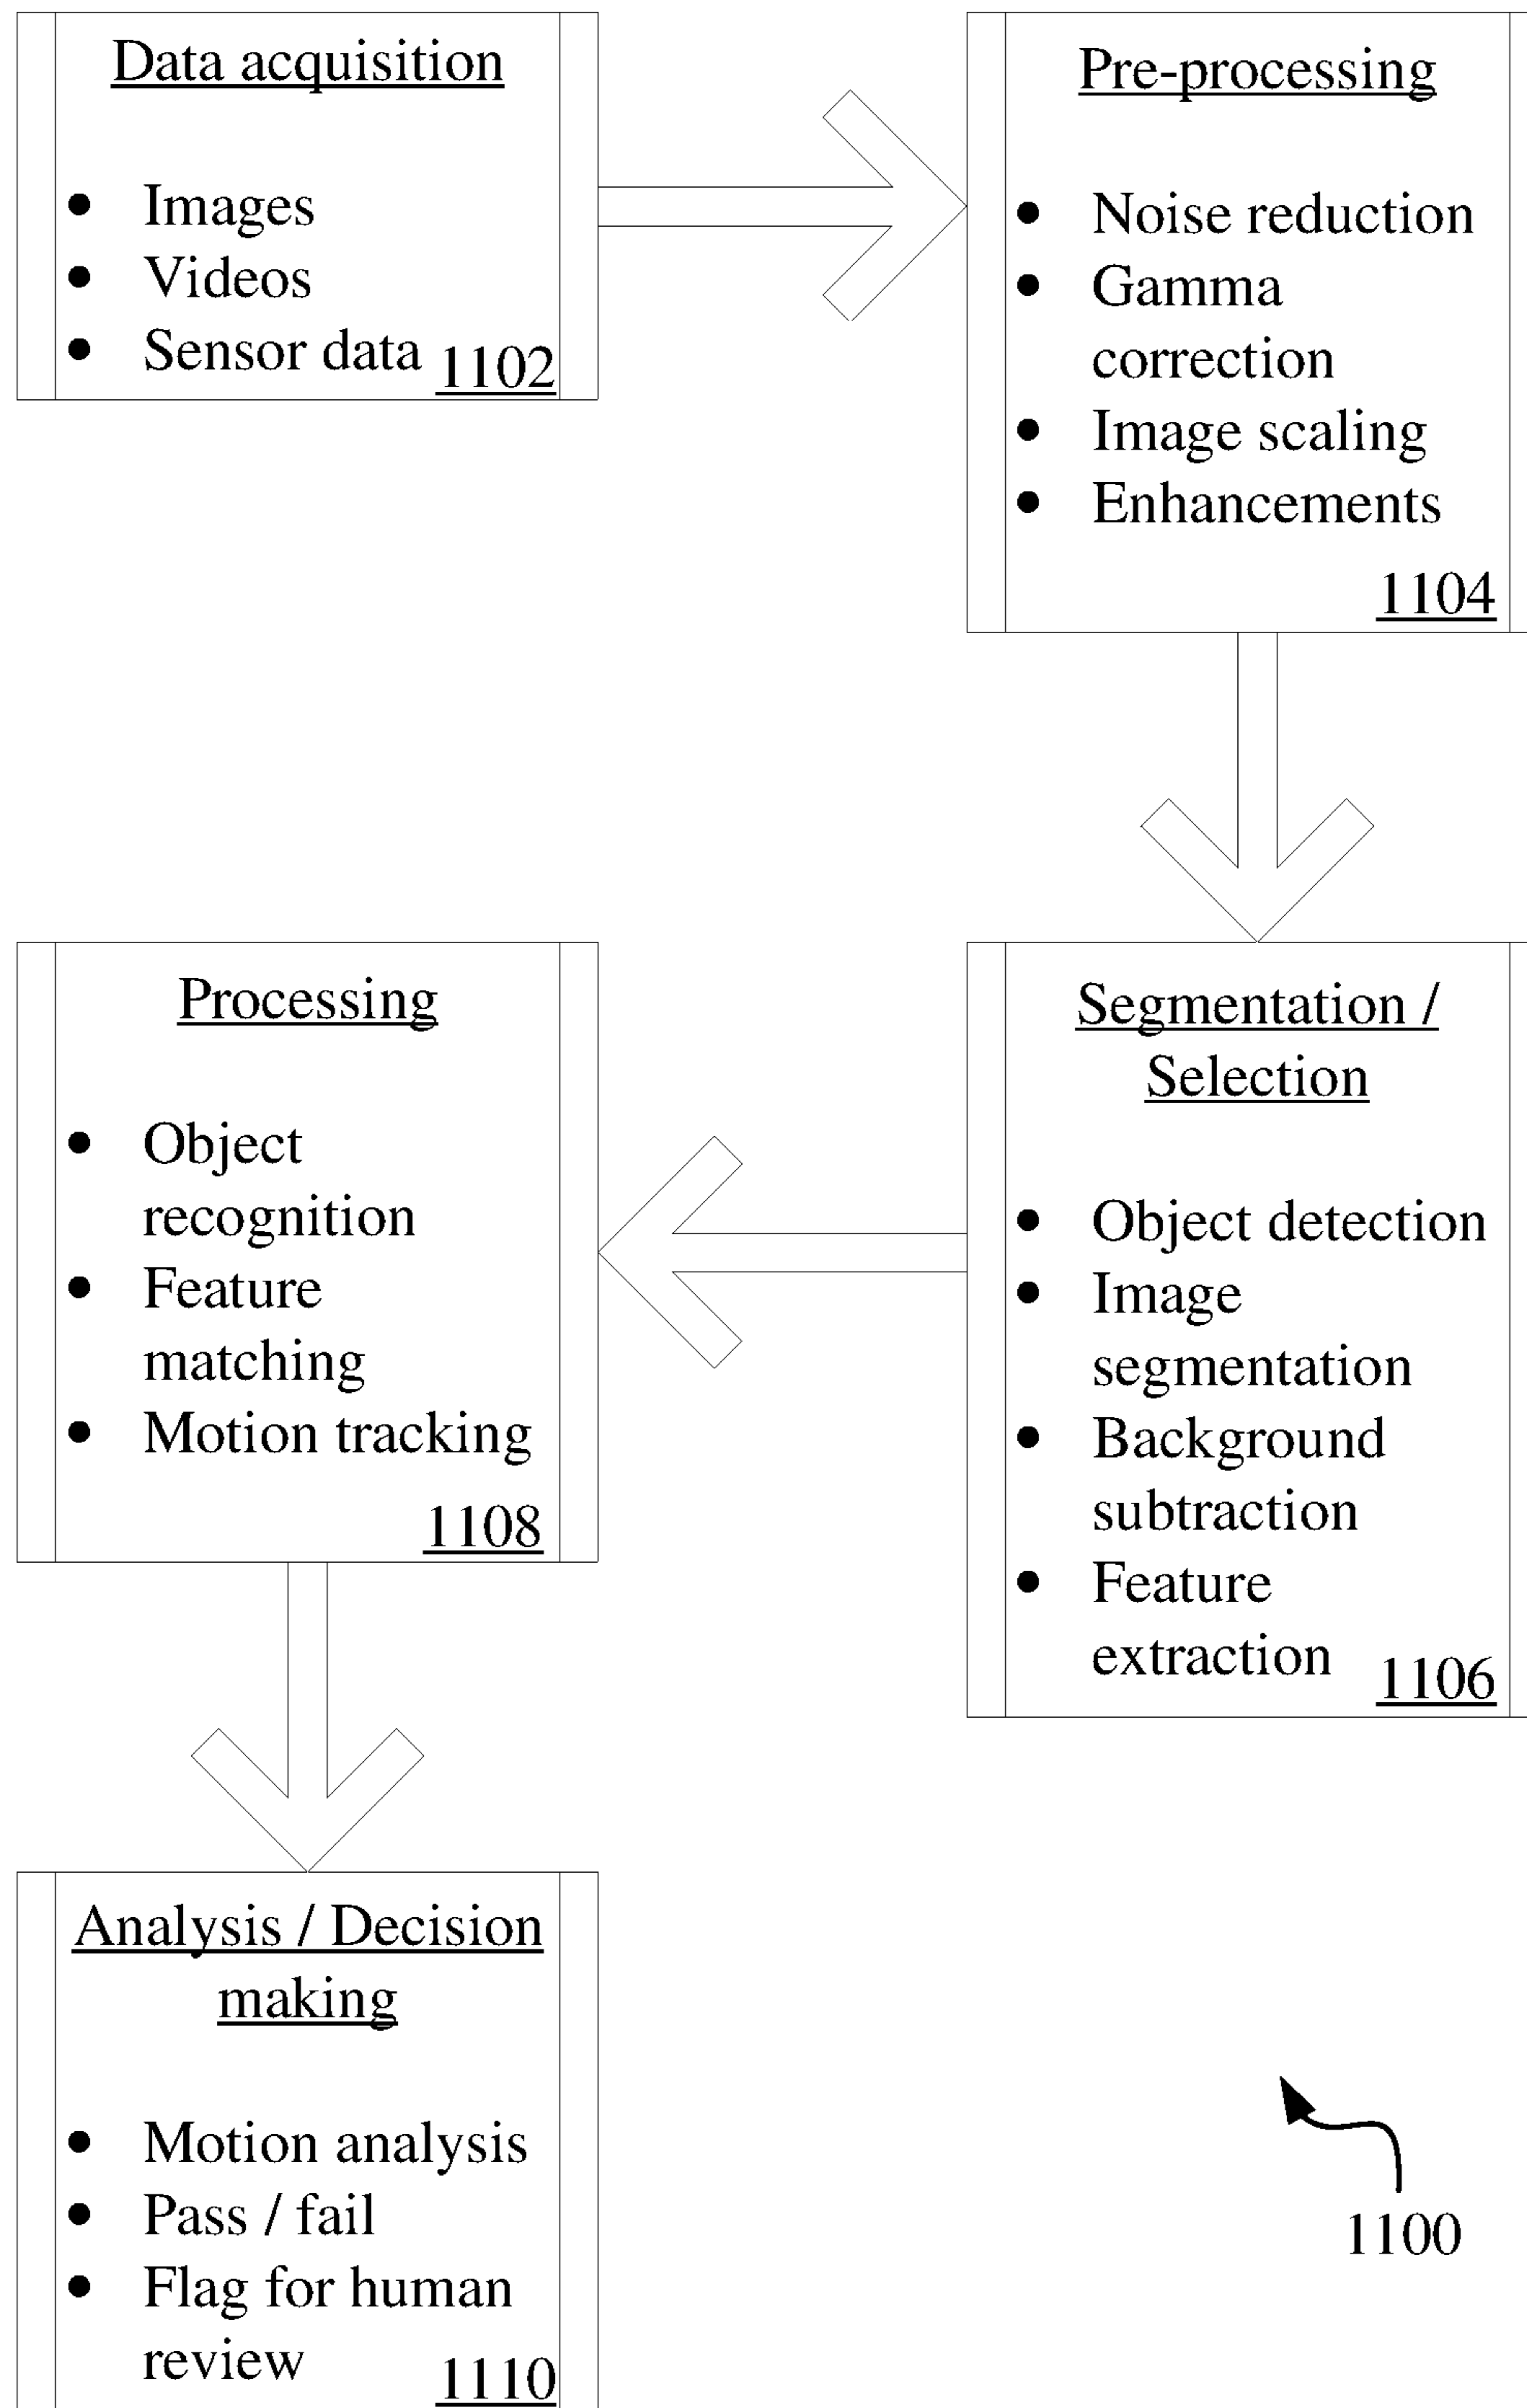 Data acquisition
• Images
• Videos
• Sensor data
1102
Pre-processing
• Noise reduction
• Gamma
correction
• Image scaling
• Enhancements
1104
Segmentation /
Selection
• Object detection
• Image
segmentation
• Background
subtraction
• Feature
extraction
1106
Processing
• Object
recognition
• Feature
matching
• Motion tracking
1108
Analysis / Decision
making
• Motion analysis
• Pass / fail
• Flag for human
review
1110
1100